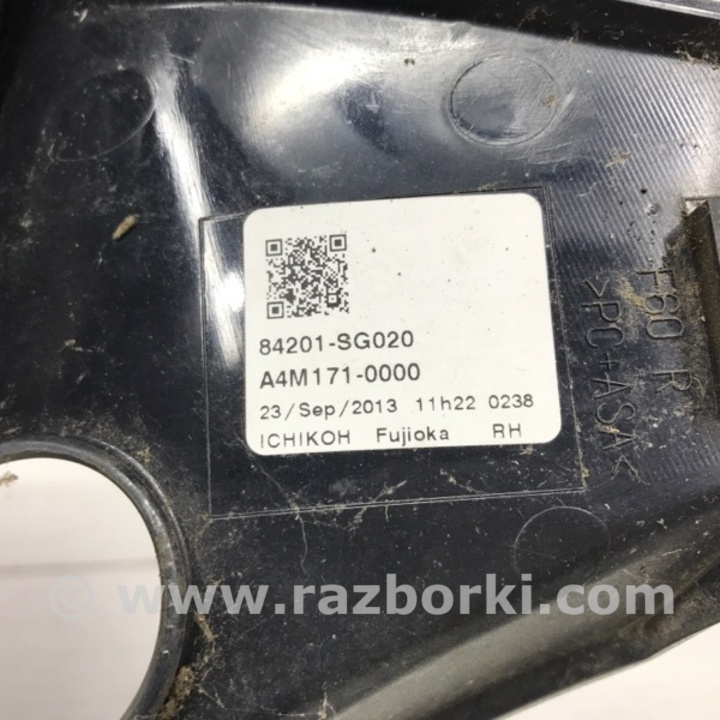 84201-SG020
A4M171-0000
23/Sep/2013 11h22 0238
ICHIKOH Fujioka RH
F60 R
>PC+ASA<
© www.razborki.com